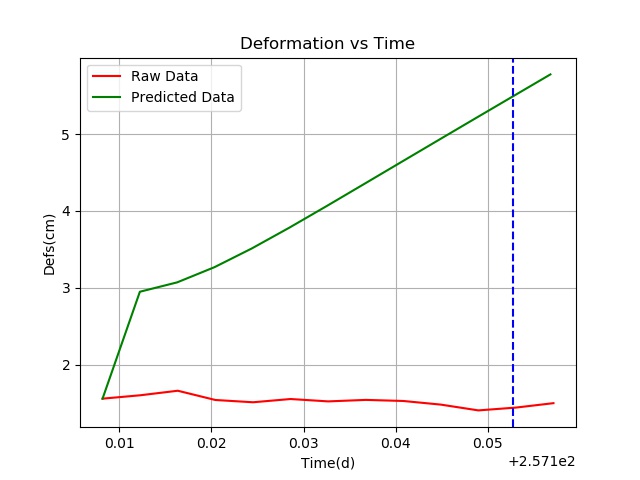 Deformation vs Time
Raw Data
Predicted Data
Defs(cm)
5
4
3
2
0.01 0.02 0.03 0.04 0.05
+2.571e2
Time(d)